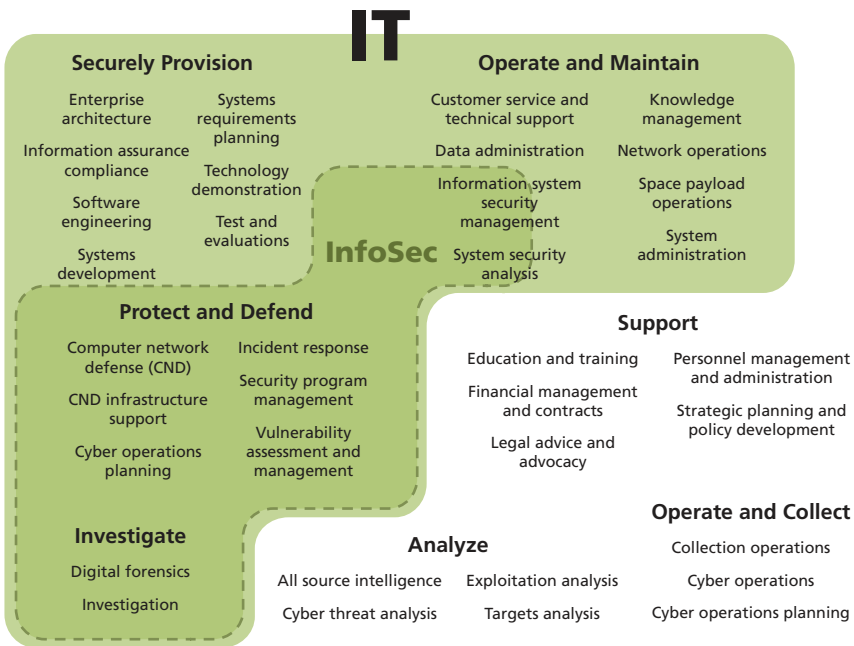 IT
Securely Provision
Enterprise
architecture
Information assurance
compliance
Software
engineering
Systems
development
Systems
requirements
planning
Technology
demonstration
Test and
evaluations
Operate and Maintain
Customer service and
technical support
Data administration
Information system
security
management
System security
analysis
Knowledge
management
Network operations
Space payload
operations
System
administration
InfoSec
Protect and Defend
Computer network
defense (CND)
CND infrastructure
support
Cyber operations
planning
Incident response
Security program
management
Vulnerability
assessment and
management
Support
Education and training
Financial management
and contracts
Legal advice and
advocacy
Personnel management
and administration
Strategic planning and
policy development
Investigate
Digital forensics
Investigation
Analyze
All source intelligence
Cyber threat analysis
Exploitation analysis
Targets analysis
Operate and Collect
Collection operations
Cyber operations
Cyber operations planning